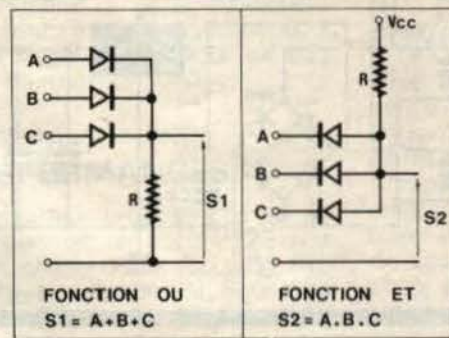 A
B
C
R
S1
FONCTION OU
S1 = A+B+C
Vcc
R
A
B
C
S2
FONCTION ET
S2 = A.B.C